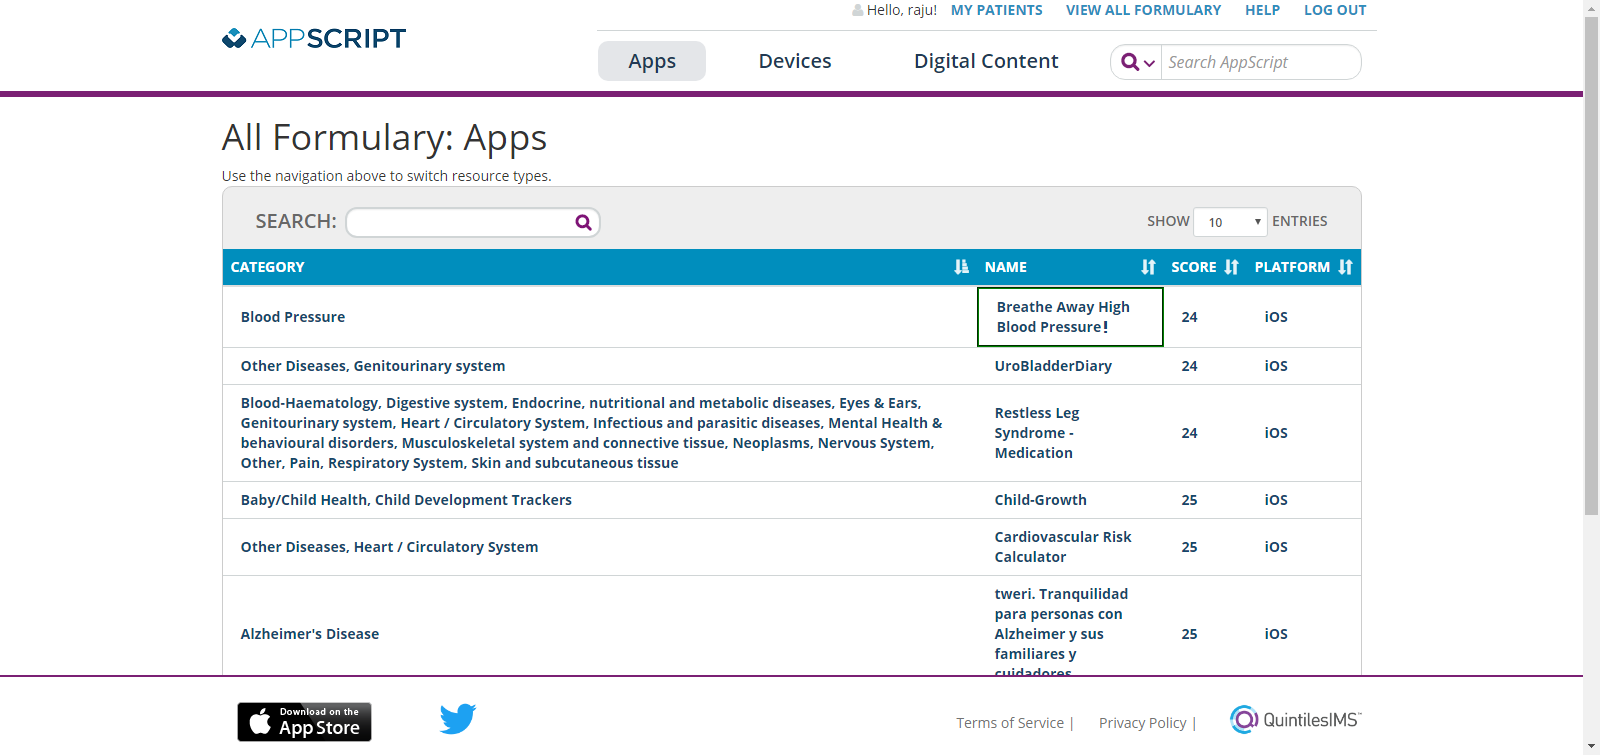 Hello, raju! MY PATIENTS VIEW ALL FORMULARY HELP LOG OUT
APPSCRIPT
Apps Devices Digital Content Search AppScript
All Formulary: Apps
Use the navigation above to switch resource types.
SEARCH: SHOW 10 ENTRIES
CATEGORY NAME SCORE PLATFORM
Blood Pressure
Breathe Away High
Blood Pressure!
24 iOS
Other Diseases, Genitourinary system UroBladderDiary 24 iOS
Blood-Haematology, Digestive system, Endocrine, nutritional and metabolic diseases, Eyes & Ears,
Genitourinary system, Heart / Circulatory System, Infectious and parasitic diseases, Mental Health &
behavioural disorders, Musculoskeletal system and connective tissue, Neoplasms, Nervous System,
Other, Pain, Respiratory System, Skin and subcutaneous tissue
Restless Leg
Syndrome -
Medication
24 iOS
Baby/Child Health, Child Development Trackers Child-Growth 25 iOS
Other Diseases, Heart / Circulatory System
Cardiovascular Risk
Calculator
25 iOS
Alzheimer's Disease
tweri. Tranquilidad
para personas con
Alzheimer y sus
familiares y
cuidadores
25 iOS
Download on the
App Store
Terms of Service | Privacy Policy | QuintilesIMS™